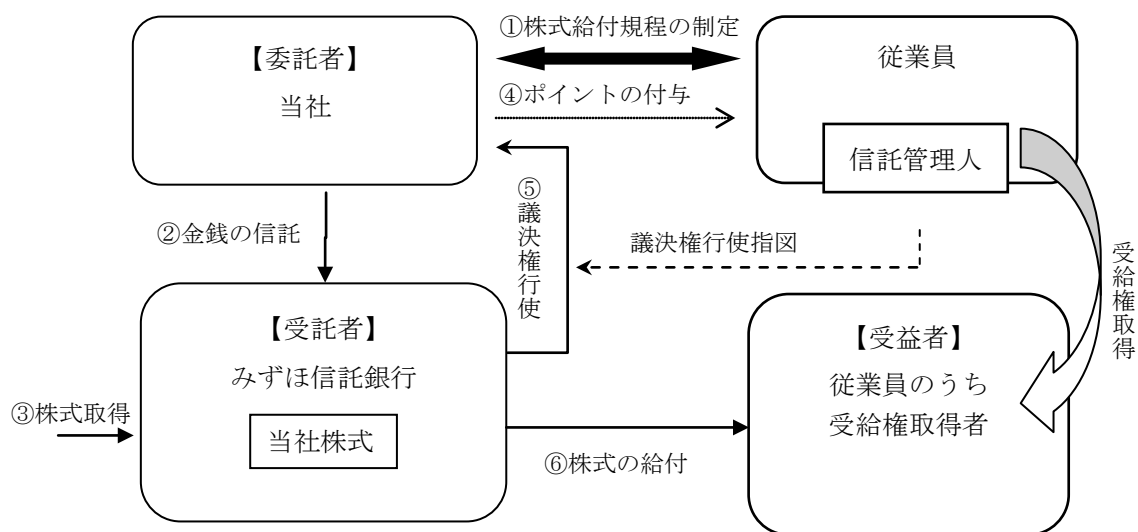 ①株式給付規程の制定
【委託者】
当社
従業員
④ポイントの付与
信託管理人
⑤議決権行使
②金銭の信託
議決権行使指図
受給権取得
【受託者】
みずほ信託銀行
【受益者】
従業員のうち
受給権取得者
③株式取得
当社株式
⑥株式の給付